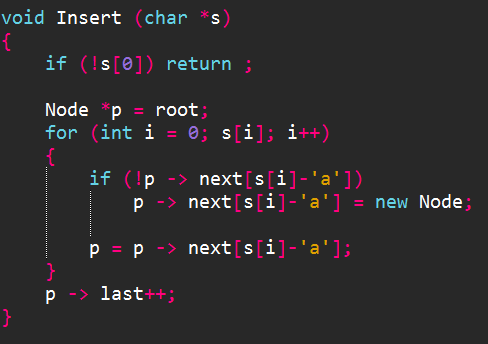 void Insert (char *s)
{
    if (!s[0]) return ;

    Node *p = root;
    for (int i = 0; s[i]; i++)
    {
        if (!p -> next[s[i]-'a'])
            p -> next[s[i]-'a'] = new Node;

        p = p -> next[s[i]-'a'];
    }
    p -> last++;
}